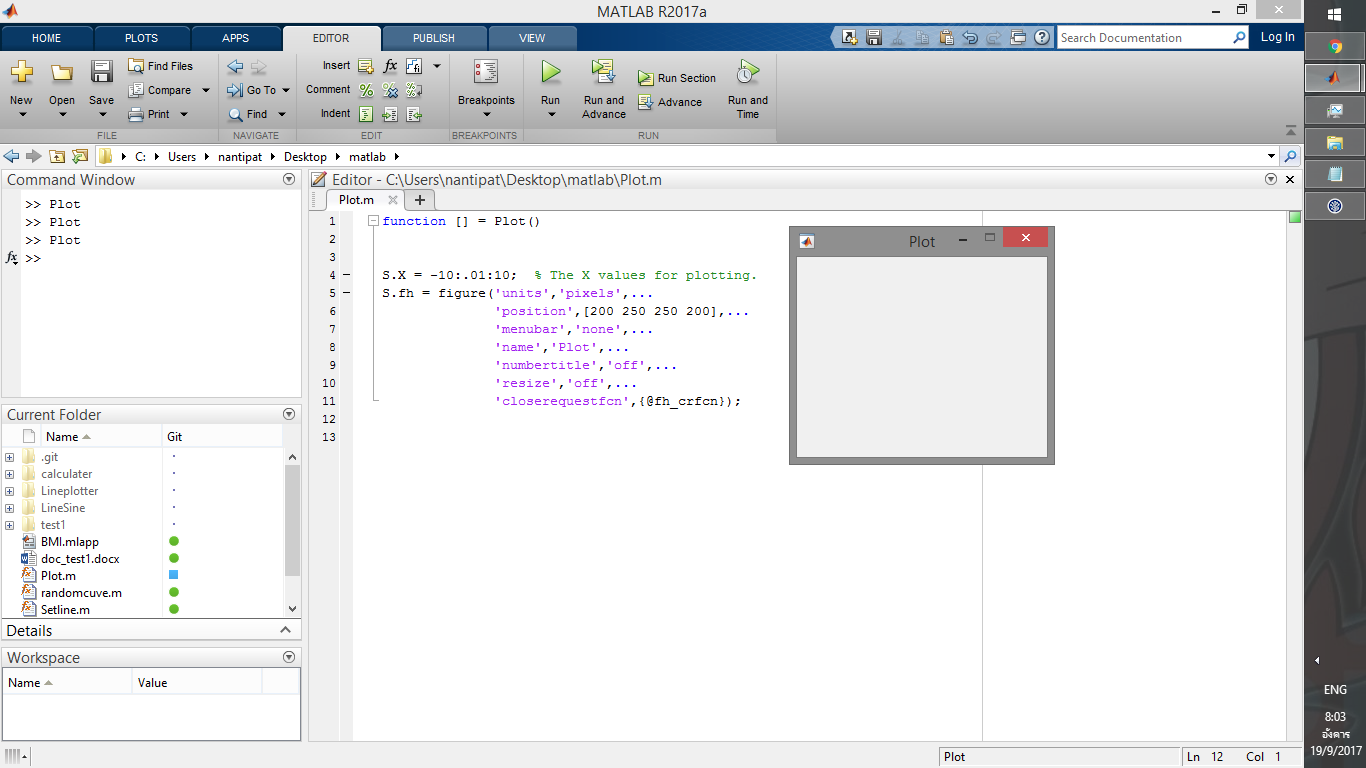 MATLAB R2017a
HOME PLOTS APPS EDITOR PUBLISH VIEW Search Documentation Log In
New Open Save Find Files Compare Print
Go To Find
Insert fx
Comment
Indent
Breakpoints
Run Run and Advance Run Section Advance Run and Time
FILE NAVIGATE EDIT BREAKPOINTS RUN
C: Users nantipat Desktop matlab
Command Window
>> Plot
>> Plot
>> Plot
fx >>
Current Folder
Name Git
.git
calculater
Lineplotter
LineSine
test1
BMI.mlapp
doc_test1.docx
Plot.m
randomcuve.m
Setline.m
Details
Workspace
Name Value
Editor - C:\Users\nantipat\Desktop\matlab\Plot.m
Plot.m
1 function [] = Plot()
2
3
4 S.X = -10:.01:10;  % The X values for plotting.
5 S.fh = figure('units','pixels',...
6 'position',[200 250 250 200],...
7 'menubar','none',...
8 'name','Plot',...
9 'numbertitle','off',...
10 'resize','off',...
11 'closerequestfcn',{@fh_crfcn});
12
13
Plot
Plot Ln 12 Col 1
ENG
8:03
อังคาร
19/9/2017